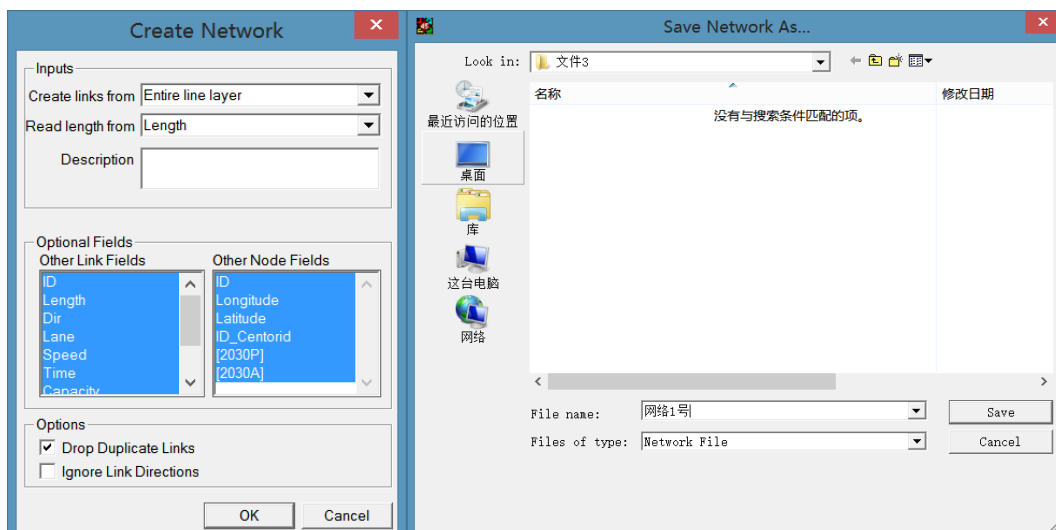 Create Network
Inputs
Create links from Entire line layer
Read length from Length
Description
Optional Fields
Other Link Fields Other Node Fields
ID ID
Length Longitude
Dir Latitude
Lane ID_Centorid
Speed [2030P]
Time [2030A]
Capacity
Options
Drop Duplicate Links
Ignore Link Directions
OK Cancel
Save Network As...
Look in: 文件3
名称 修改日期
没有与搜索条件匹配的项。
最近访问的位置
桌面
库
这台电脑
网络
File name: 网络1号 Save
Files of type: Network File Cancel